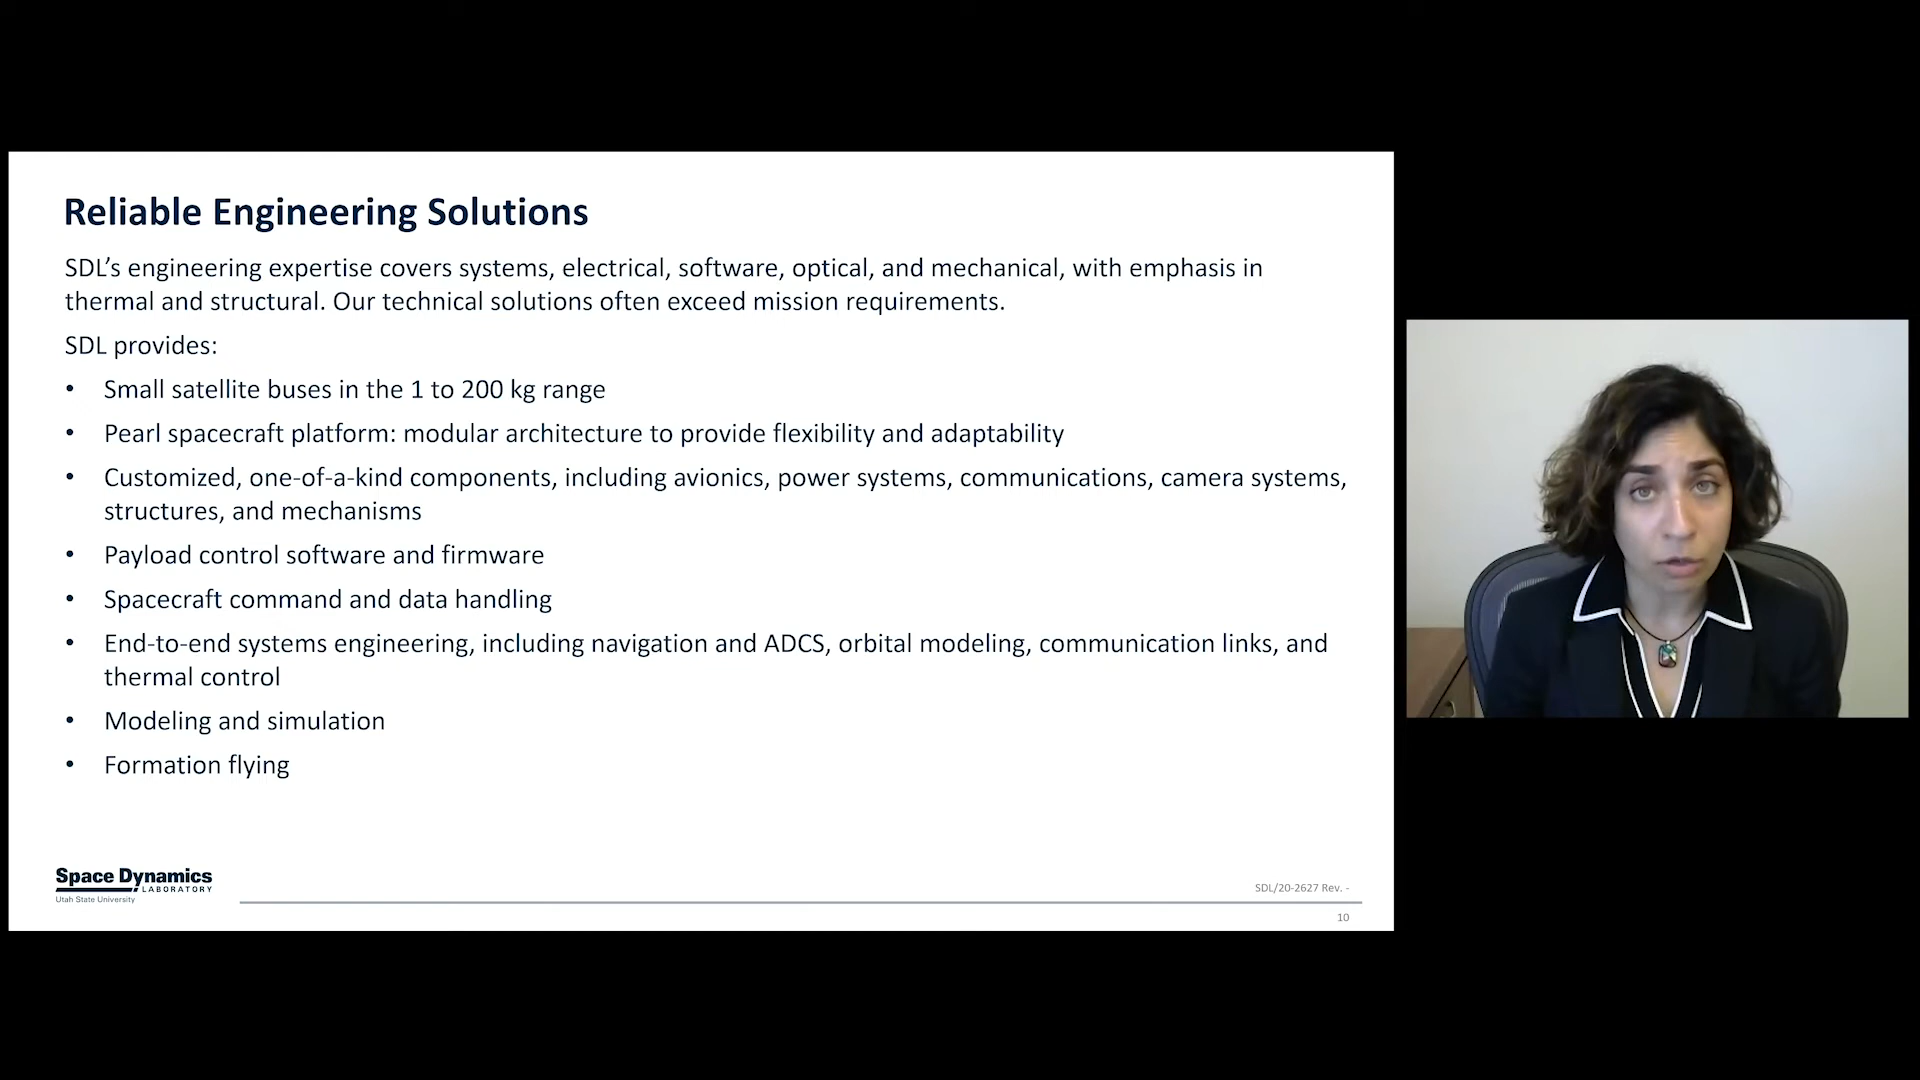 Reliable Engineering Solutions
SDL’s engineering expertise covers systems, electrical, software, optical, and mechanical, with emphasis in
thermal and structural. Our technical solutions often exceed mission requirements.
SDL provides:
• Small satellite buses in the 1 to 200 kg range
• Pearl spacecraft platform: modular architecture to provide flexibility and adaptability
• Customized, one-of-a-kind components, including avionics, power systems, communications, camera systems,
structures, and mechanisms
• Payload control software and firmware
• Spacecraft command and data handling
• End-to-end systems engineering, including navigation and ADCS, orbital modeling, communication links, and
thermal control
• Modeling and simulation
• Formation flying
Space Dynamics
LABORATORY
Utah State University
SDL/20-2627 Rev. -
10